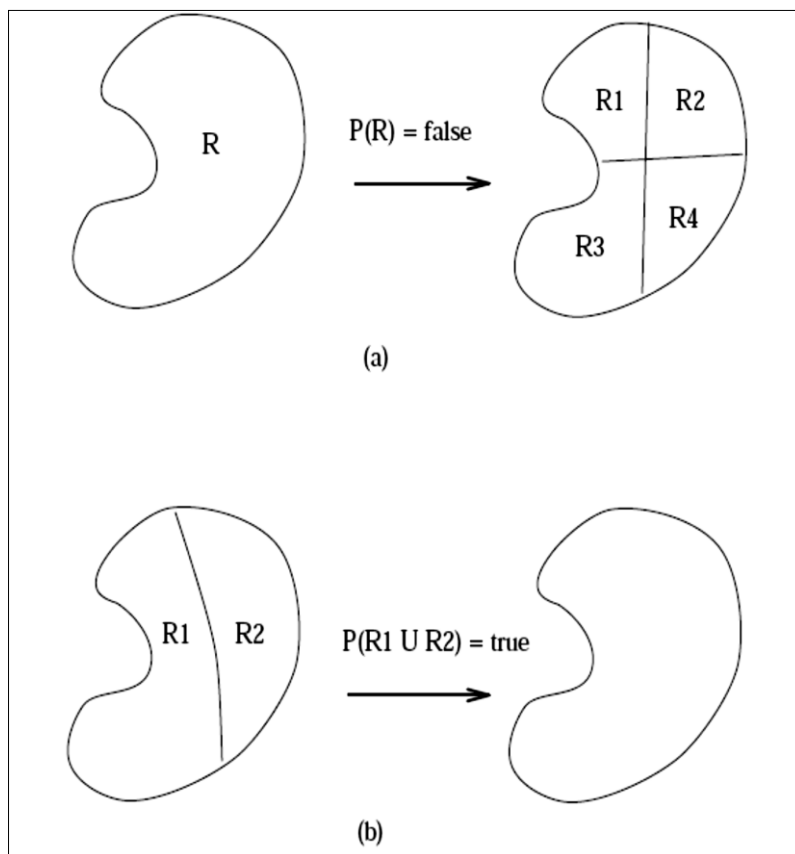 R
P(R) = false
R1
R2
R3
R4
(a)
R1
R2
P(R1 U R2) = true
(b)